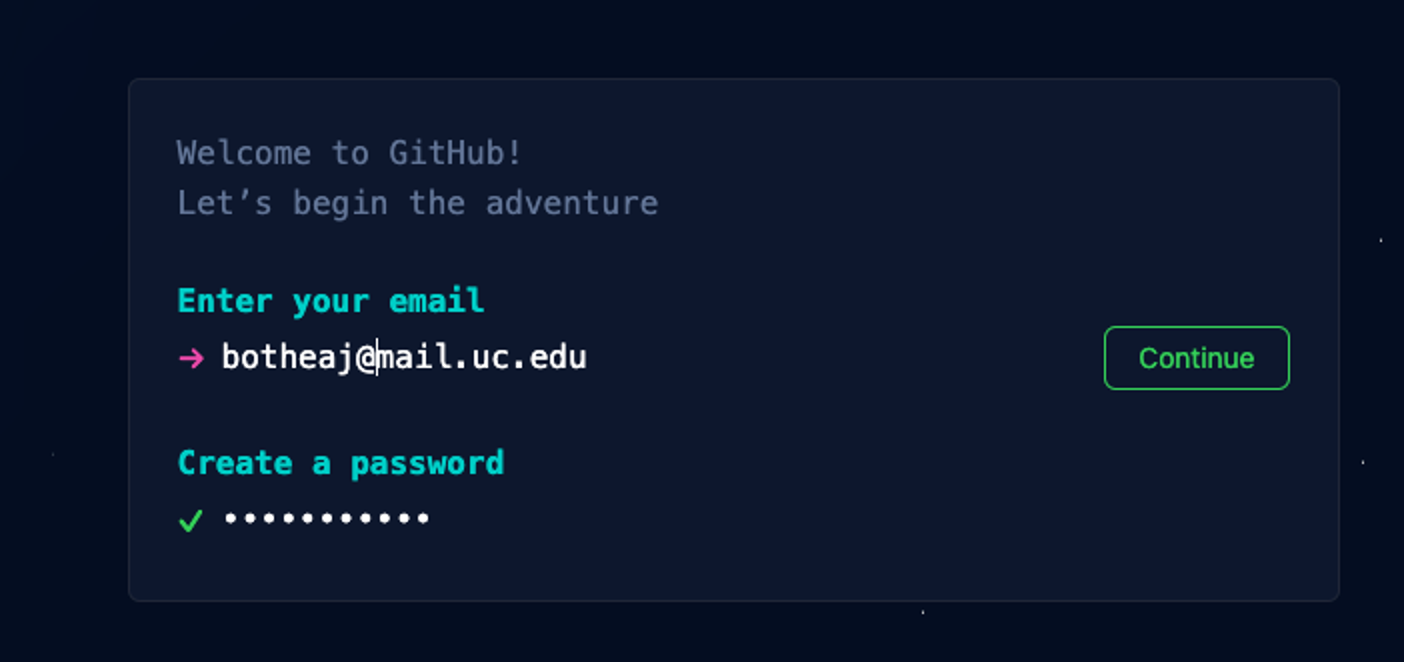 Welcome to GitHub!
Let’s begin the adventure
Enter your email
→ botheaj@mail.uc.edu
Continue
Create a password
✓ •••••••••••